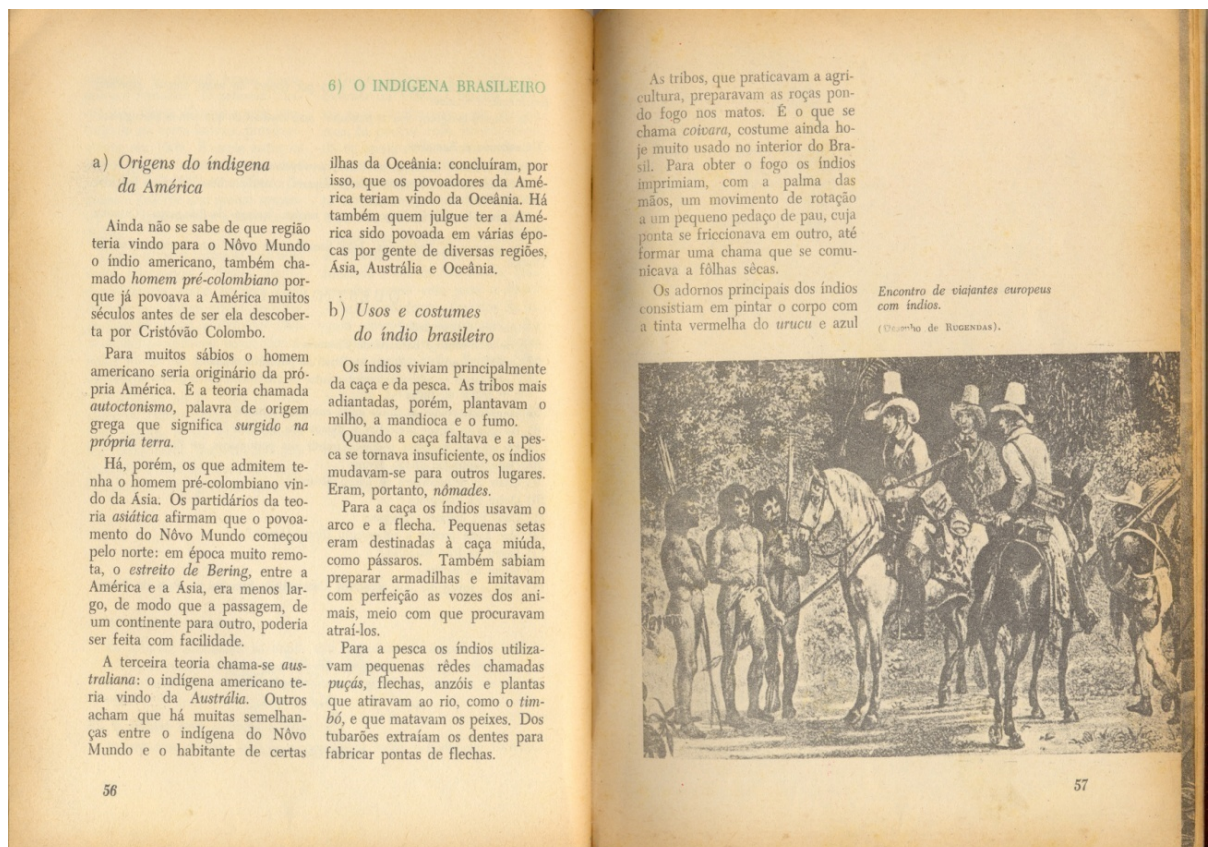 6) O INDÍGENA BRASILEIRO
a) Origens do índigena
da América
Ainda não se sabe de que região
teria vindo para o Nôvo Mundo
o índio americano, também cha-
mado homem pré-colombiano por-
que já povoava a América muitos
séculos antes de ser ela descober-
ta por Cristóvão Colombo.
Para muitos sábios o homem
americano seria originário da pró-
pria América. É a teoria chamada
autoctonismo, palavra de origem
grega que significa surgido na
própria terra.
Há, porém, os que admitem te-
nha o homem pré-colombiano vin-
do da Ásia. Os partidários da teo-
ria asiática afirmam que o povoa-
mento do Nôvo Mundo começou
pelo norte: em época muito remo-
ta, o estreito de Bering, entre a
América e a Ásia, era menos lar-
go, de modo que a passagem, de
um continente para outro, poderia
ser feita com facilidade.
A terceira teoria chama-se aus-
traliana: o indígena americano te-
ria vindo da Austrália. Outros
acham que há muitas semelhan-
ças entre o indígena do Nôvo
Mundo e o habitante de certas
ilhas da Oceânia: concluíram, por
isso, que os povoadores da Amé-
rica teriam vindo da Oceânia. Há
também quem julgue ter a Amé-
rica sido povoada em várias épo-
cas por gente de diversas regiões,
Ásia, Austrália e Oceânia.
b) Usos e costumes
do índio brasileiro
Os índios viviam principalmente
da caça e da pesca. As tribos mais
adiantadas, porém, plantavam o
milho, a mandioca e o fumo.
Quando a caça faltava e a pes-
ca se tornava insuficiente, os índios
mudavam-se para outros lugares.
Eram, portanto, nômades.
Para a caça os índios usavam o
arco e a flecha. Pequenas setas
eram destinadas à caça miúda,
como pássaros. Também sabiam
preparar armadilhas e imitavam
com perfeição as vozes dos ani-
mais, meio com que procuravam
atraí-los.
Para a pesca os índios utiliza-
vam pequenas rêdes chamadas
puçás, flechas, anzóis e plantas
que atiravam ao rio, como o tim-
bó, e que matavam os peixes. Dos
tubarões extraíam os dentes para
fabricar pontas de flechas.
56
As tribos, que praticavam a agri-
cultura, preparavam as roças pon-
do fogo nos matos. É o que se
chama coivara, costume ainda ho-
je muito usado no interior do Bra-
sil. Para obter o fogo os índios
imprimiam, com a palma das
mãos, um movimento de rotação
a um pequeno pedaço de pau, cuja
ponta se friccionava em outro, até
formar uma chama que se comu-
nicava a fôlhas sêcas.
Os adornos principais dos índios
consistiam em pintar o corpo com
a tinta vermelha do urucu e azul
Encontro de viajantes europeus
com índios.
(Desenho de RUGENDAS).
57